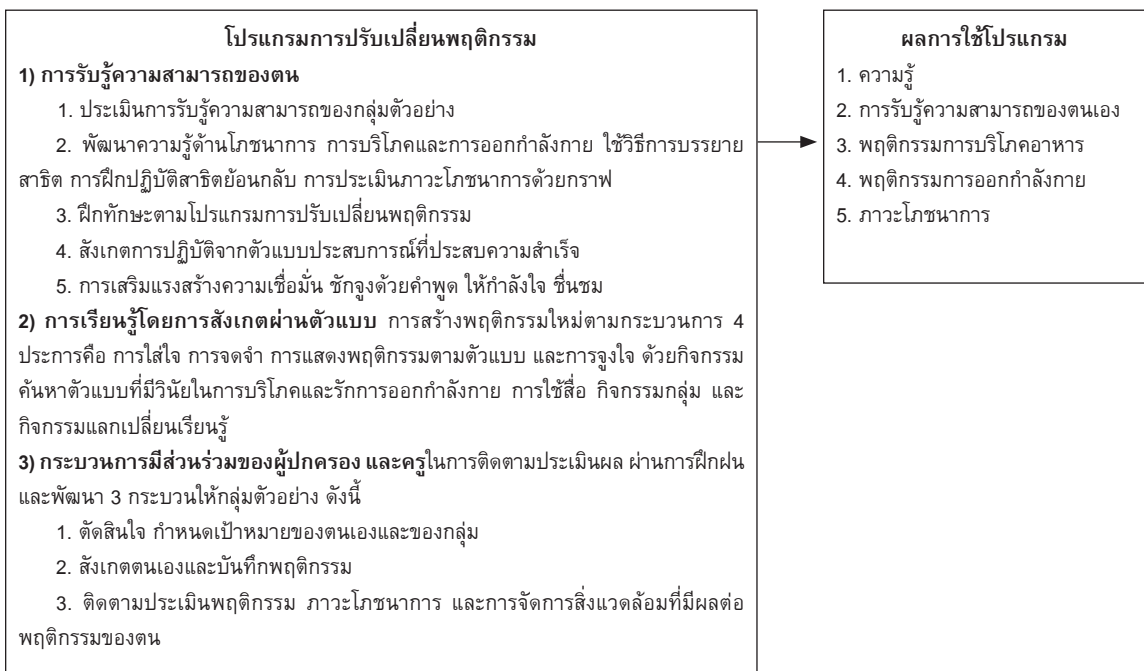 โปรแกรมการปรับเปลี่ยนพฤติกรรม
1) การรับรู้ความสามารถของตน
1. ประเมินการรับรู้ความสามารถของกลุ่มตัวอย่าง
2. พัฒนาความรู้ด้านโภชนาการ การบริโภคและการออกกำลังกาย ใช้วิธีการบรรยาย
สาธิต การฝึกปฏิบัติสาธิตย้อนกลับ การประเมินภาวะโภชนาการด้วยกราฟ
3. ฝึกทักษะตามโปรแกรมการปรับเปลี่ยนพฤติกรรม
4. สังเกตการปฏิบัติจากตัวแบบประสบการณ์ที่ประสบความสำเร็จ
5. การเสริมแรงสร้างความเชื่อมั่น ชักจูงด้วยคำพูด ให้กำลังใจ ชื่นชม
2) การเรียนรู้โดยการสังเกตผ่านตัวแบบ การสร้างพฤติกรรมใหม่ตามกระบวนการ 4
ประการคือ การใส่ใจ การจดจำ การแสดงพฤติกรรมตามตัวแบบ และการจูงใจ ด้วยกิจกรรม
ค้นหาตัวแบบที่มีวินัยในการบริโภคและรักการออกกำลังกาย การใช้สื่อ กิจกรรมกลุ่ม และ
กิจกรรมแลกเปลี่ยนเรียนรู้
3) กระบวนการมีส่วนร่วมของผู้ปกครอง และครูในการติดตามประเมินผล ผ่านการฝึกฝน
และพัฒนา 3 กระบวนให้กลุ่มตัวอย่าง ดังนี้
1. ตัดสินใจ กำหนดเป้าหมายของตนเองและของกลุ่ม
2. สังเกตตนเองและบันทึกพฤติกรรม
3. ติดตามประเมินพฤติกรรม ภาวะโภชนาการ และการจัดการสิ่งแวดล้อมที่มีผลต่อ
พฤติกรรมของตน
ผลการใช้โปรแกรม
1. ความรู้
2. การรับรู้ความสามารถของตนเอง
3. พฤติกรรมการบริโภคอาหาร
4. พฤติกรรมการออกกำลังกาย
5. ภาวะโภชนาการ